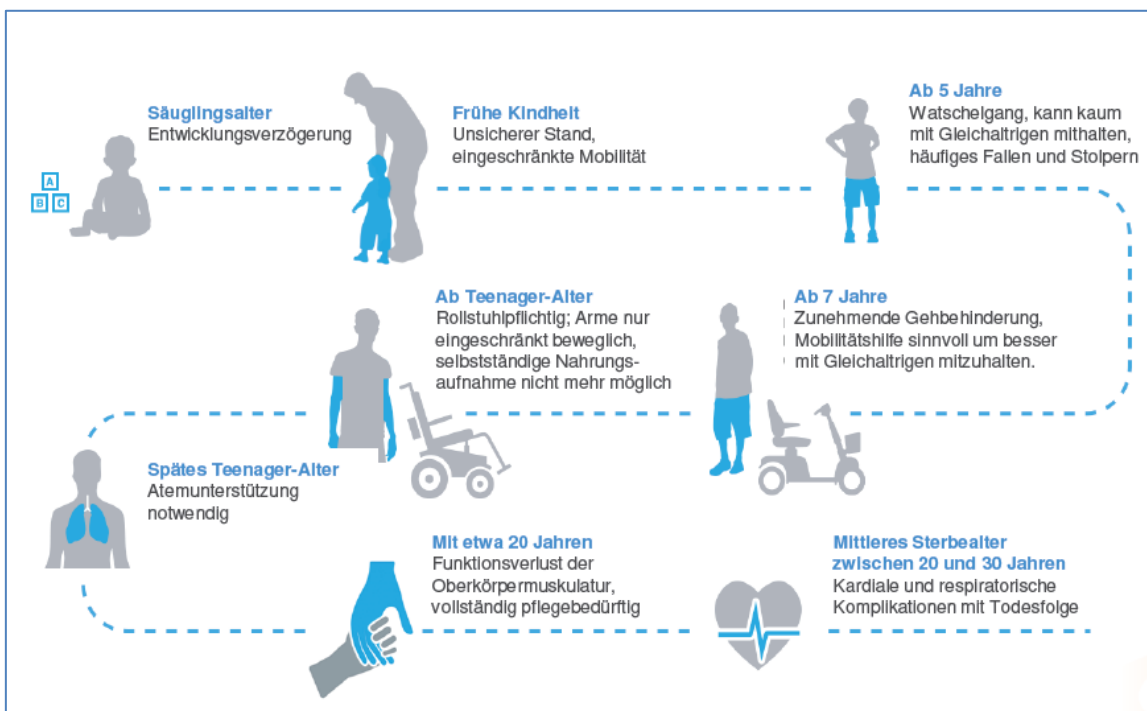 Säuglingsalter
Entwicklungsverzögerung
A
B C
Frühe Kindheit
Unsicherer Stand,
eingeschränkte Mobilität
Ab 5 Jahre
Watschelgang, kann kaum
mit Gleichaltrigen mithalten,
häufiges Fallen und Stolpern
Ab 7 Jahre
Zunehmende Gehbehinderung,
Mobilitätshilfe sinnvoll um besser
mit Gleichaltrigen mitzuhalten.
Ab Teenager-Alter
Rollstuhlpflichtig; Arme nur
eingeschränkt beweglich,
selbstständige Nahrungs-
aufnahme nicht mehr möglich
Spätes Teenager-Alter
Atemunterstützung
notwendig
Mit etwa 20 Jahren
Funktionsverlust der
Oberkörpermuskulatur,
vollständig pflegebedürftig
Mittleres Sterbealter
zwischen 20 und 30 Jahren
Kardiale und respiratorische
Komplikationen mit Todesfolge